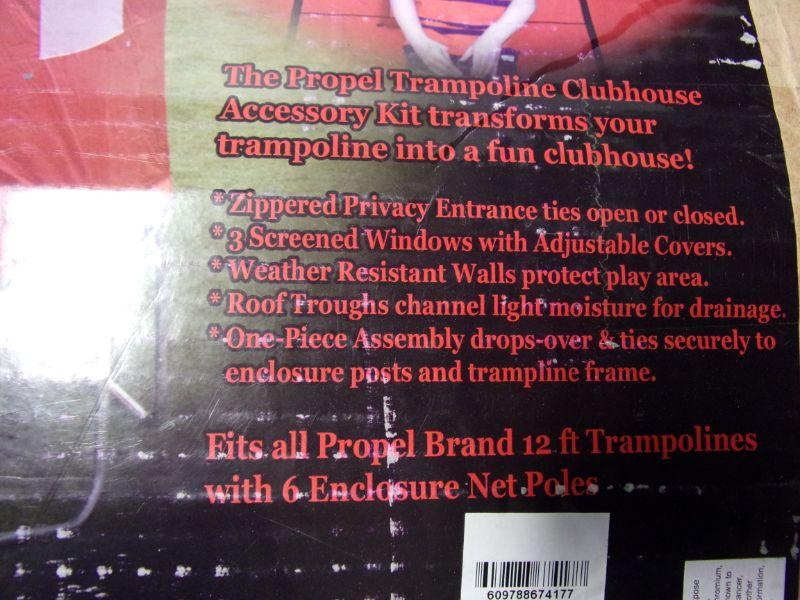 The Propel Trampoline Clubhouse
Accessory Kit transforms your
trampoline into a fun clubhouse!
* Zippered Privacy Entrance ties open or closed.
* 3 Screened Windows with Adjustable Covers.
* Weather Resistant Walls protect play area.
* Roof Troughs channel light moisture for drainage.
* One-Piece Assembly drops-over & ties securely to
enclosure posts and trampline frame.
Fits all Propel Brand 12 ft Trampolines
with 6 Enclosure Net Poles
609788674177